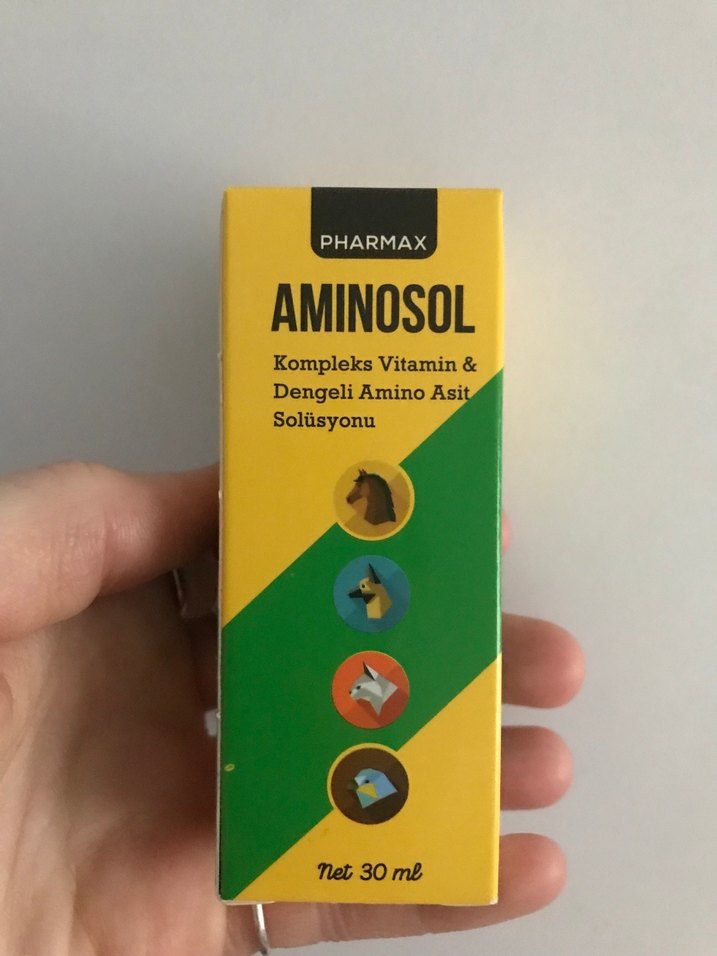 PHARMAX
AMINOSOL
Kompleks Vitamin &
Dengeli Amino Asit
Solüsyonu
Net 30 ml